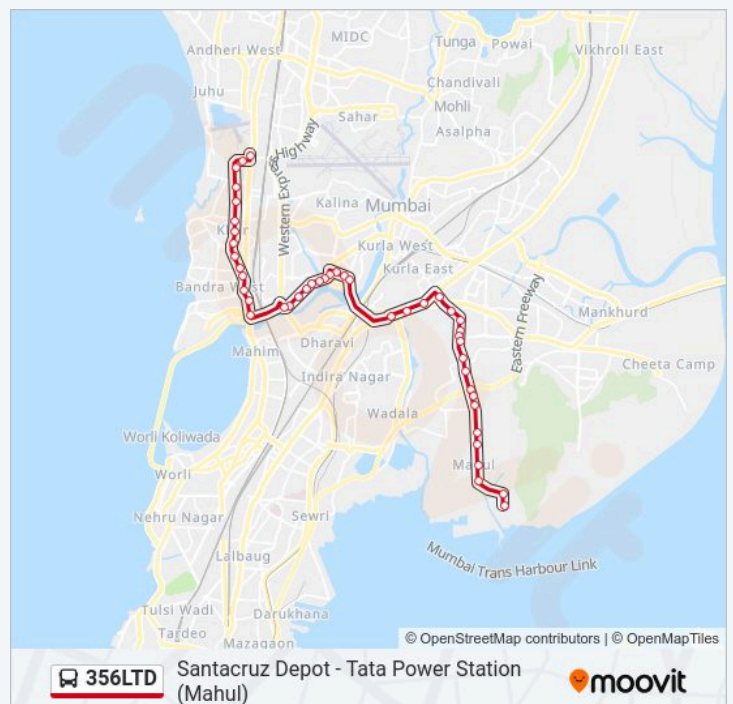 MIDC
Tunga
Powai
Vikhroli East
Andheri West
Chandivali
Juhu
Mohli
Sahar
Asalpha
Western Express Highway
Kalina
Mumbai
Khar
Kurla West
Kurla East
Bandra West
Eastern Freeway
Mankhurd
Mahim
Dharavi
Cheeta Camp
Indira Nagar
Wadala
Worli Koliwada
Mahul
Worli
Nehru Nagar
Sewri
Lalbaug
Mumbai Trans Harbour Link
Tulsi Wadi
Darukhana
Tardeo
Mazagaon
© OpenStreetMap contributors | © OpenMapTiles
356LTD
Santacruz Depot - Tata Power Station
(Mahul)
moovit